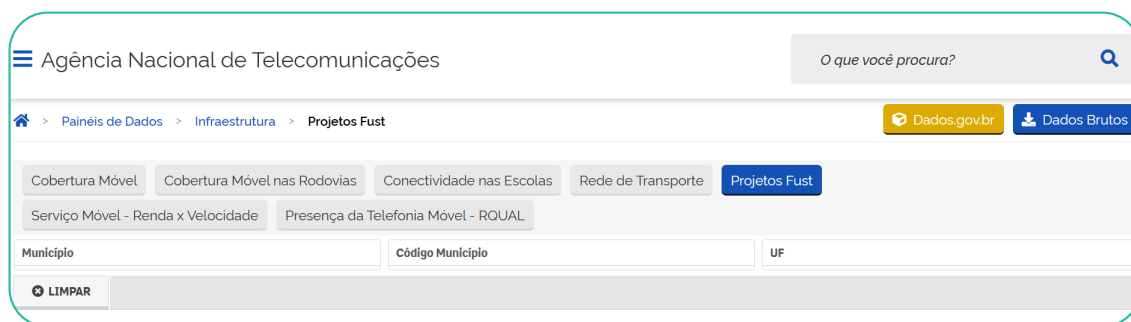 Agência Nacional de Telecomunicações
O que você procura?
> Painéis de Dados > Infraestrutura > Projetos Fust
Dados.gov.br
Dados Brutos
Cobertura Móvel
Cobertura Móvel nas Rodovias
Conectividade nas Escolas
Rede de Transporte
Projetos Fust
Serviço Móvel - Renda x Velocidade
Presença da Telefonia Móvel - RQUAL
Município
Código Município
UF
LIMPAR